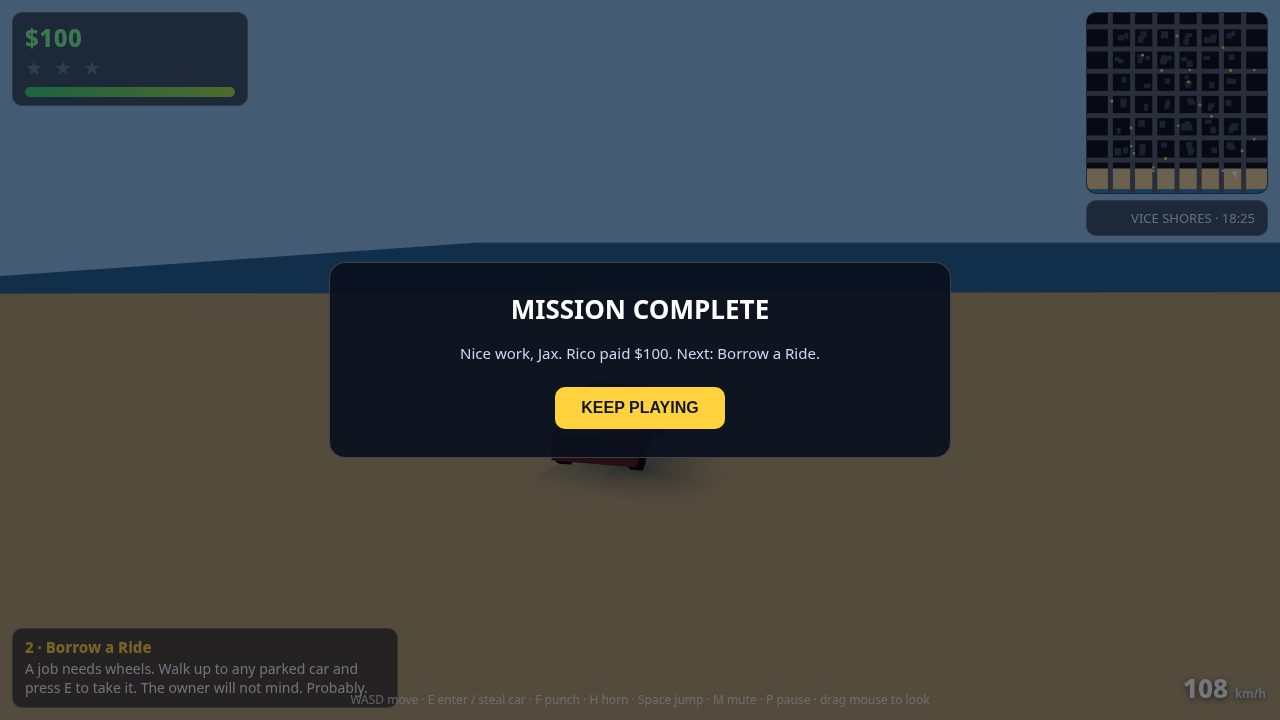 $100
★ ★ ★
VICE SHORES · 18:25
MISSION COMPLETE
Nice work, Jax. Rico paid $100. Next: Borrow a Ride.
KEEP PLAYING
2 · Borrow a Ride
A job needs wheels. Walk up to any parked car and
press E to take it. The owner will not mind. Probably.
WASD move · E enter / steal car · F punch · H horn · Space jump · M mute · P pause · drag mouse to look
108 km/h